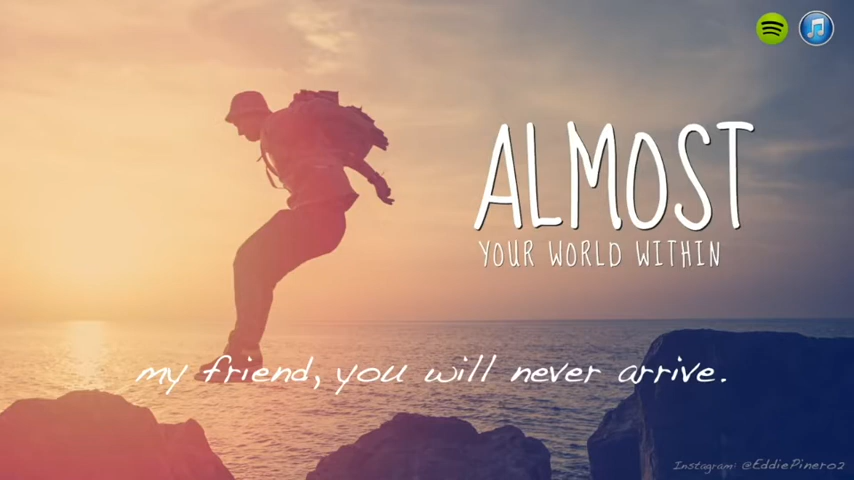 ALMOST
YOUR WORLD WITHIN
my friend, you will never arrive.
Instagram: @EddiePinero2